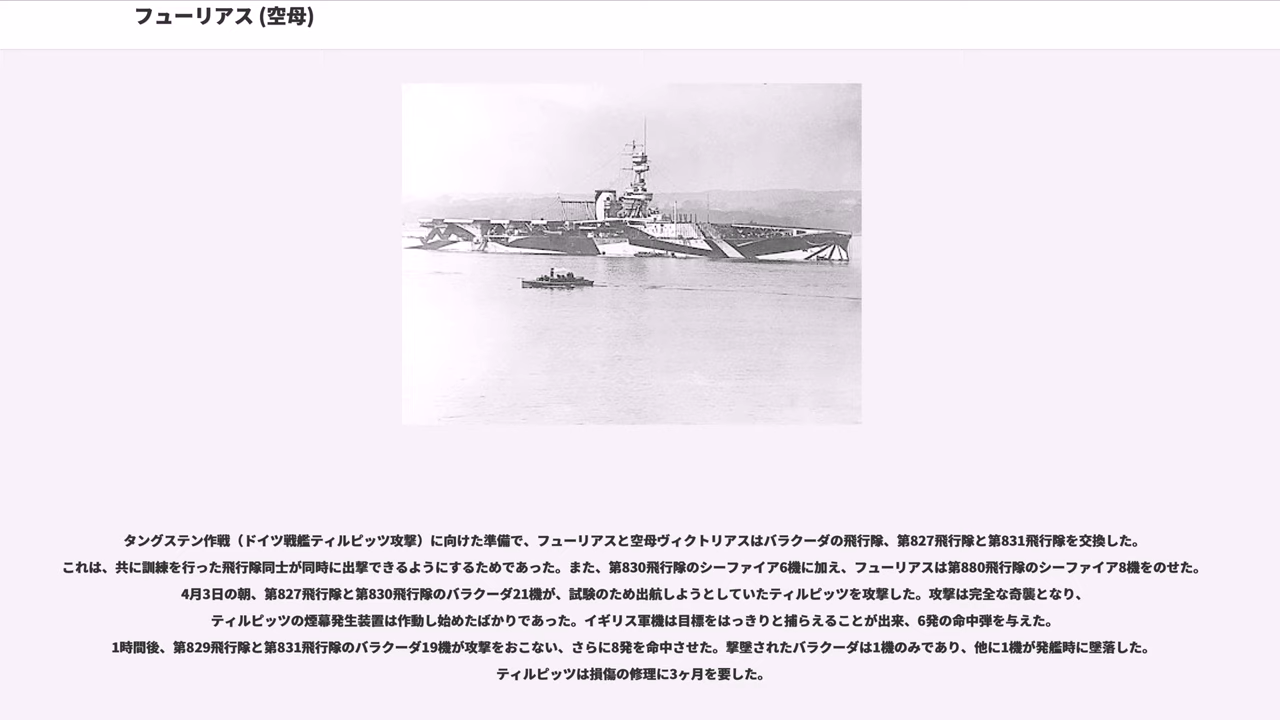 フューリアス (空母)
タングステン作戦（ドイツ戦艦ティルピッツ攻撃）に向けた準備で、フューリアスと空母ヴィクトリアスはバラクーダの飛行隊、第827飛行隊と第831飛行隊を交換した。
これは、共に訓練を行った飛行隊同士が同時に出撃できるようにするためであった。また、第830飛行隊のシーファイア6機に加え、フューリアスは第880飛行隊のシーファイア8機をのせた。
4月3日の朝、第827飛行隊と第830飛行隊のバラクーダ21機が、試験のため出航しようとしていたティルピッツを攻撃した。攻撃は完全な奇襲となり、
ティルピッツの煙幕発生装置は作動し始めたばかりであった。イギリス軍機は目標をはっきりと捕らえることが出来、6発の命中弾を与えた。
1時間後、第829飛行隊と第831飛行隊のバラクーダ19機が攻撃をおこない、さらに8発を命中させた。撃墜されたバラクーダは1機のみであり、他に1機が発艦時に墜落した。
ティルピッツは損傷の修理に3ヶ月を要した。